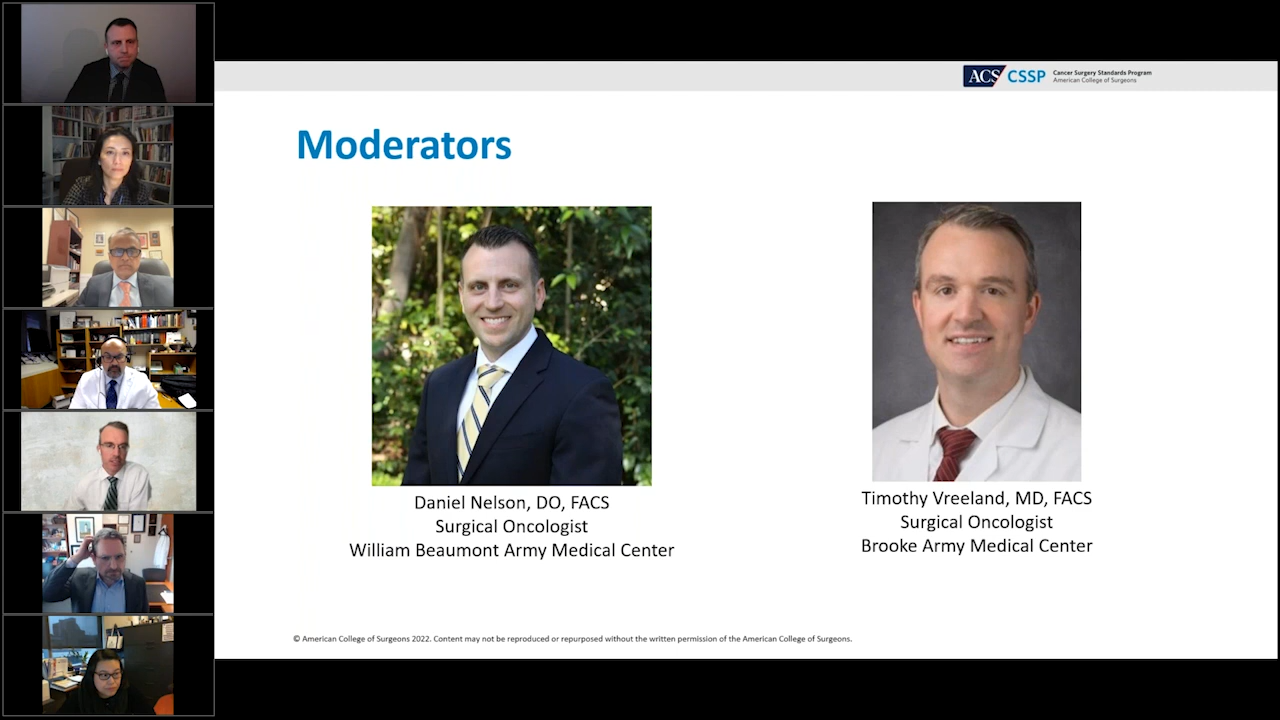 ACS CSSP Cancer Surgery Standards Program
American College of Surgeons
Moderators
Daniel Nelson, DO, FACS
Surgical Oncologist
William Beaumont Army Medical Center
Timothy Vreeland, MD, FACS
Surgical Oncologist
Brooke Army Medical Center
© American College of Surgeons 2022. Content may not be reproduced or repurposed without the written permission of the American College of Surgeons.